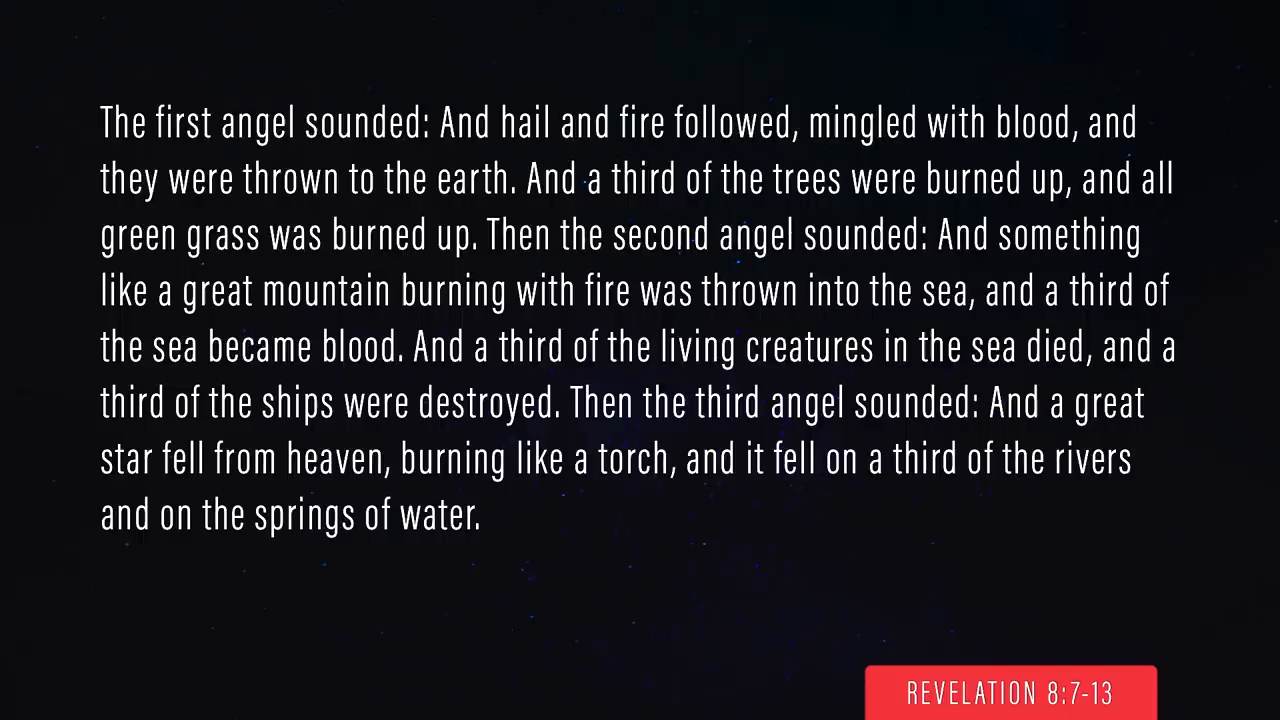 The first angel sounded: And hail and fire followed, mingled with blood, and
they were thrown to the earth. And a third of the trees were burned up, and all
green grass was burned up. Then the second angel sounded: And something
like a great mountain burning with fire was thrown into the sea, and a third of
the sea became blood. And a third of the living creatures in the sea died, and a
third of the ships were destroyed. Then the third angel sounded: And a great
star fell from heaven, burning like a torch, and it fell on a third of the rivers
and on the springs of water.
REVELATION 8:7-13